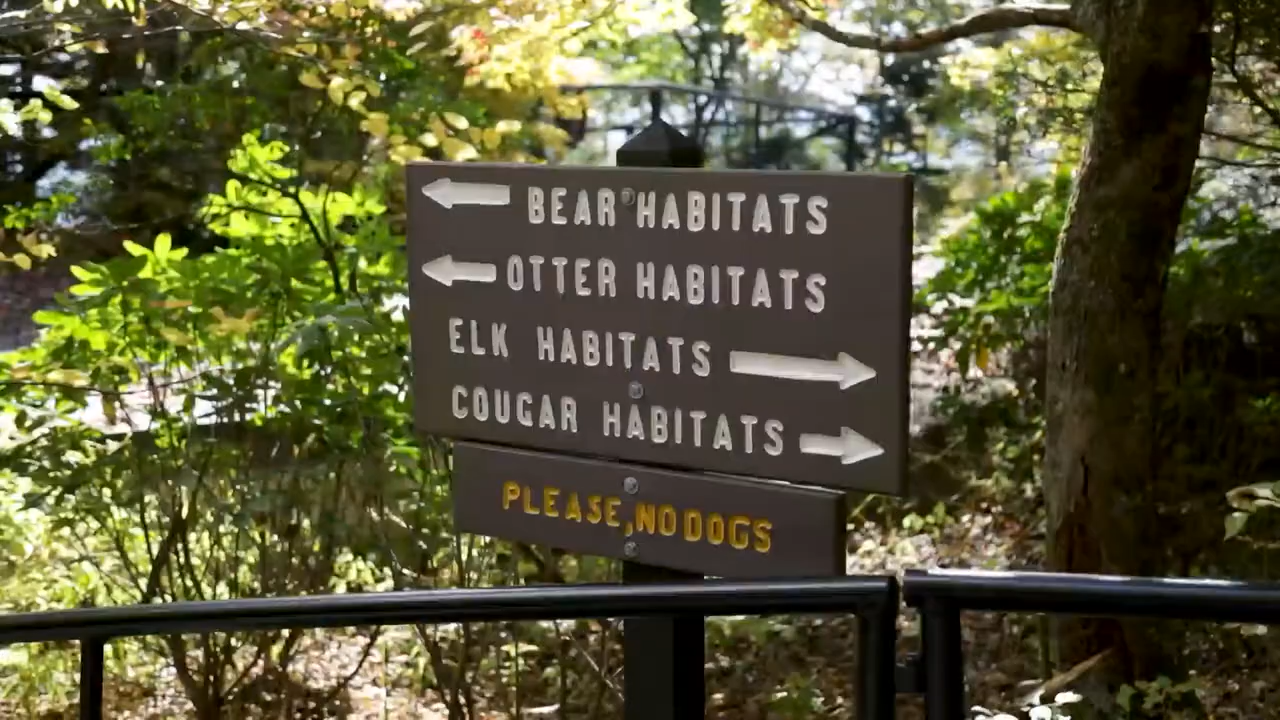 BEAR HABITATS
OTTER HABITATS
ELK HABITATS
COUGAR HABITATS
PLEASE, NO DOGS